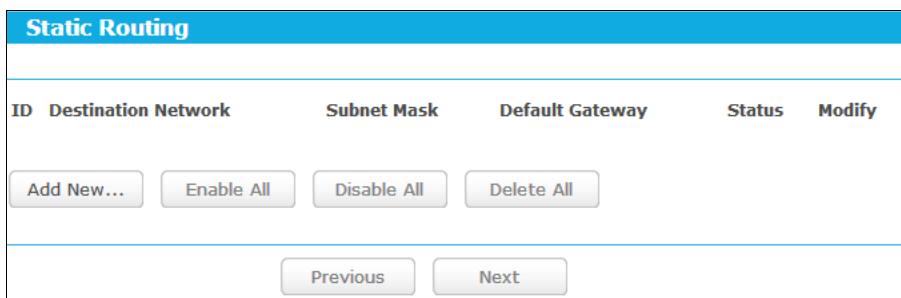 Static Routing
ID Destination Network Subnet Mask Default Gateway Status Modify
Add New... Enable All Disable All Delete All
Previous Next